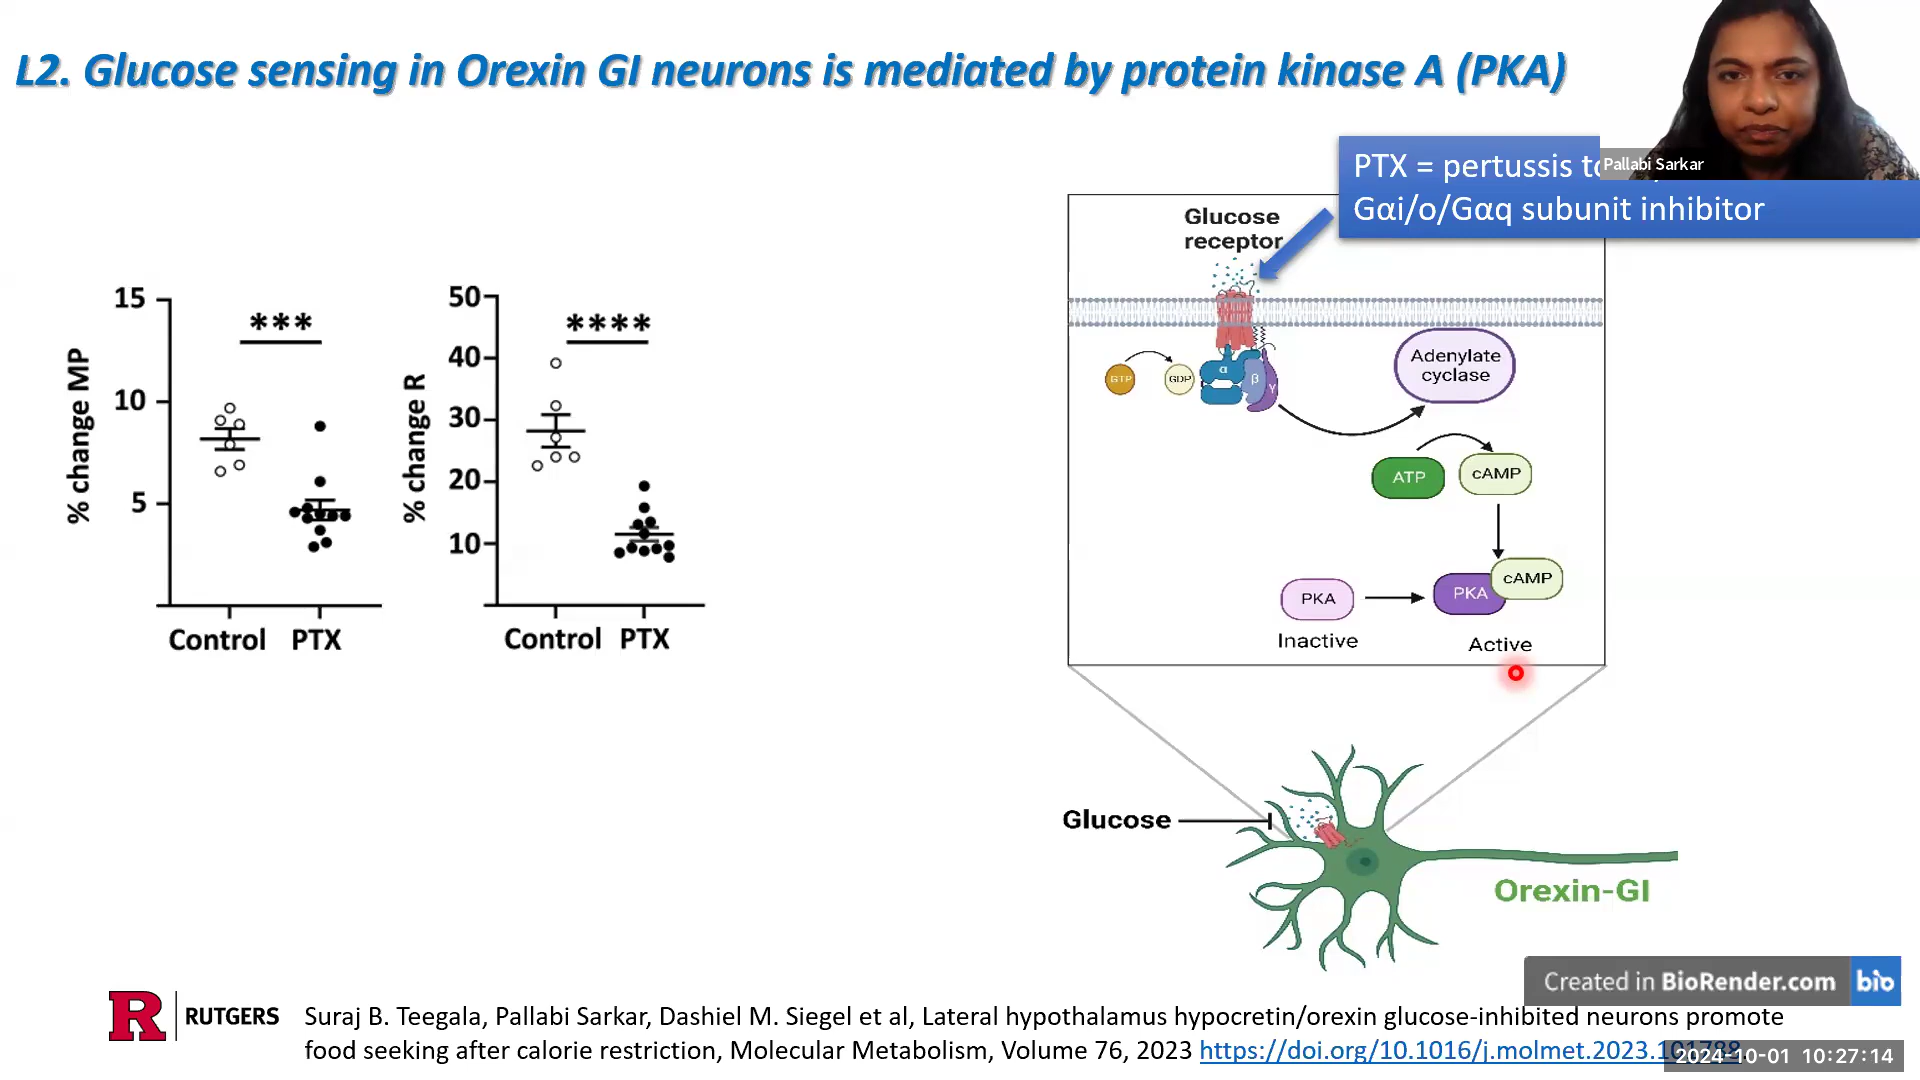 L2. Glucose sensing in Orexin GI neurons is mediated by protein kinase A (PKA)
Pallabi Sarkar
PTX = pertussis
Gαi/o/Gαq subunit inhibitor
Glucose
receptor
GTP
GDP
α
β
γ
Adenylate
cyclase
ATP
cAMP
PKA
PKA
cAMP
Inactive
Active
15
10
5
% change MP
***
Control PTX
50
40
30
20
10
% change R
****
Control PTX
Glucose
Orexin-GI
Created in BioRender.com bio
R RUTGERS
Suraj B. Teegala, Pallabi Sarkar, Dashiel M. Siegel et al, Lateral hypothalamus hypocretin/orexin glucose-inhibited neurons promote
food seeking after calorie restriction, Molecular Metabolism, Volume 76, 2023 https://doi.org/10.1016/j.molmet.2023.101788
2024-10-01 10:27:14